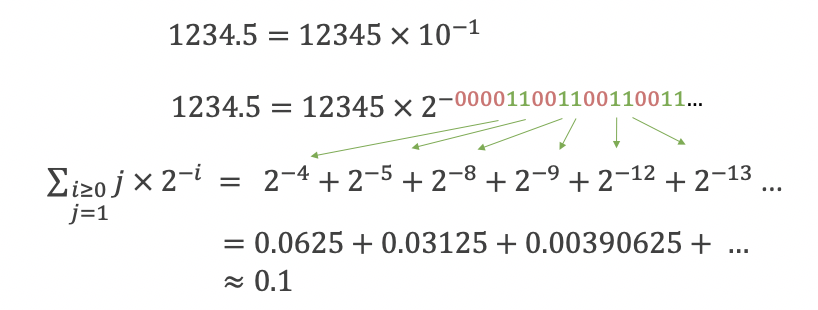 1234.5 = 12345 × 10⁻¹
1234.5 = 12345 × 2⁻⁰⁰⁰⁰¹¹⁰⁰¹¹⁰⁰¹¹⁰⁰¹¹...
∑ i≥0 j=1 j × 2⁻ⁱ = 2⁻⁴ + 2⁻⁵ + 2⁻⁸ + 2⁻⁹ + 2⁻¹² + 2⁻¹³ ...
= 0.0625 + 0.03125 + 0.00390625 + ...
≈ 0.1